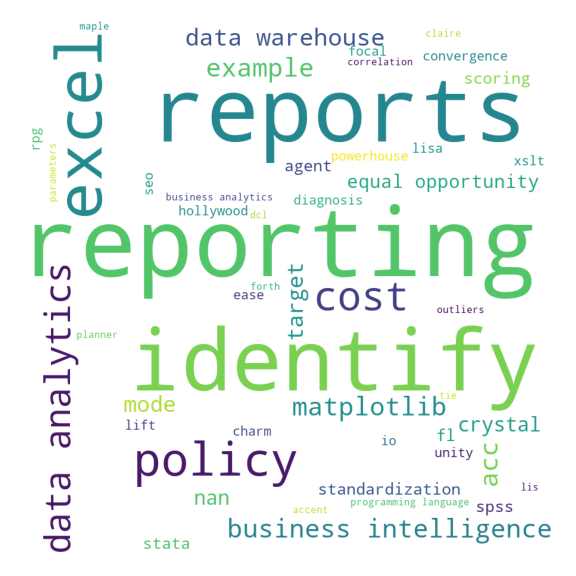 maple
claire
data warehouse
focal
correlation
convergence
excel
example
scoring
reports
rpg
parameters
seo
agent
powerhouse
lisa
xslt
equal opportunity
business analytics
diagnosis
hollywood
dcl
reporting
data analytics
target
forth
ease
cost
outliers
planner
identify
mode
matplotlib
tie
lift
charm
io
fl
crystal
policy
unity
acc
nan
standardization
lis
programming language
spss
accent
business intelligence
stata